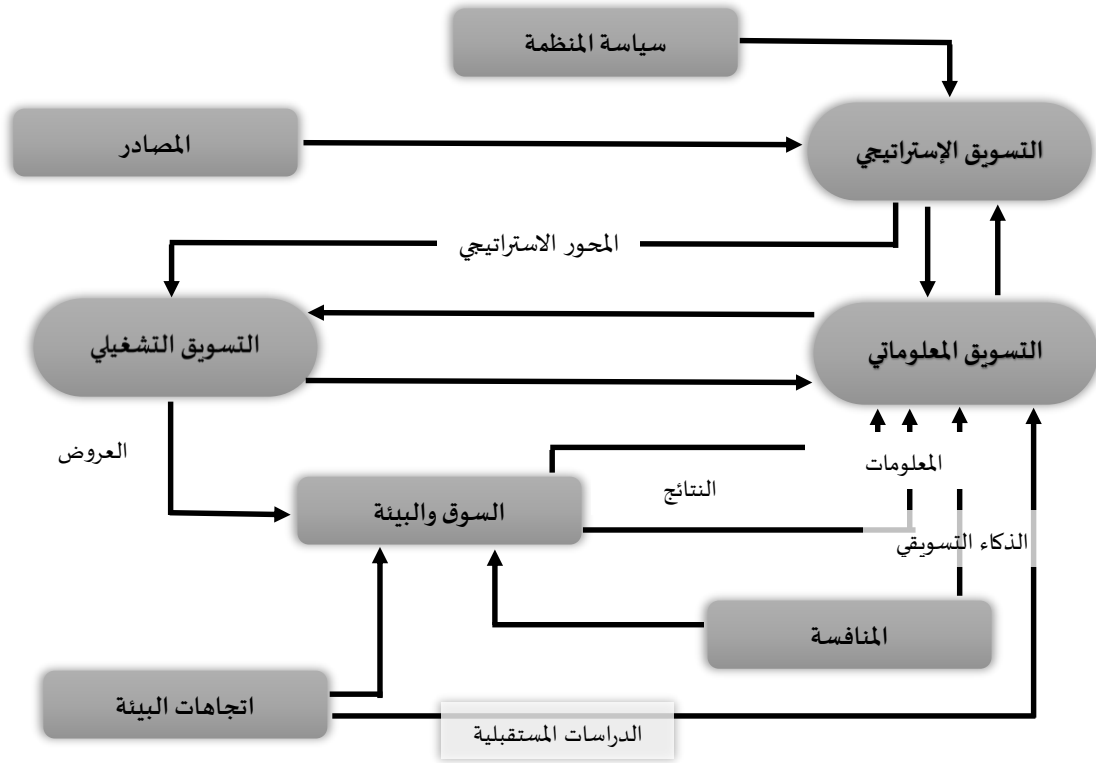 سياسة المنظمة
المصادر
التسويق الإستراتيجي
المحور الاستراتيجي
التسويق التشغيلي
التسويق المعلوماتي
العروض
المعلومات
النتائج
السوق والبيئة
الذكاء التسويقي
المنافسة
اتجاهات البيئة
الدراسات المستقبلية